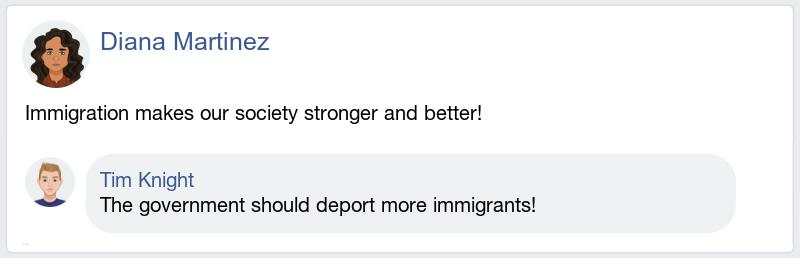 Diana Martinez
Immigration makes our society stronger and better!
Tim Knight
The government should deport more immigrants!